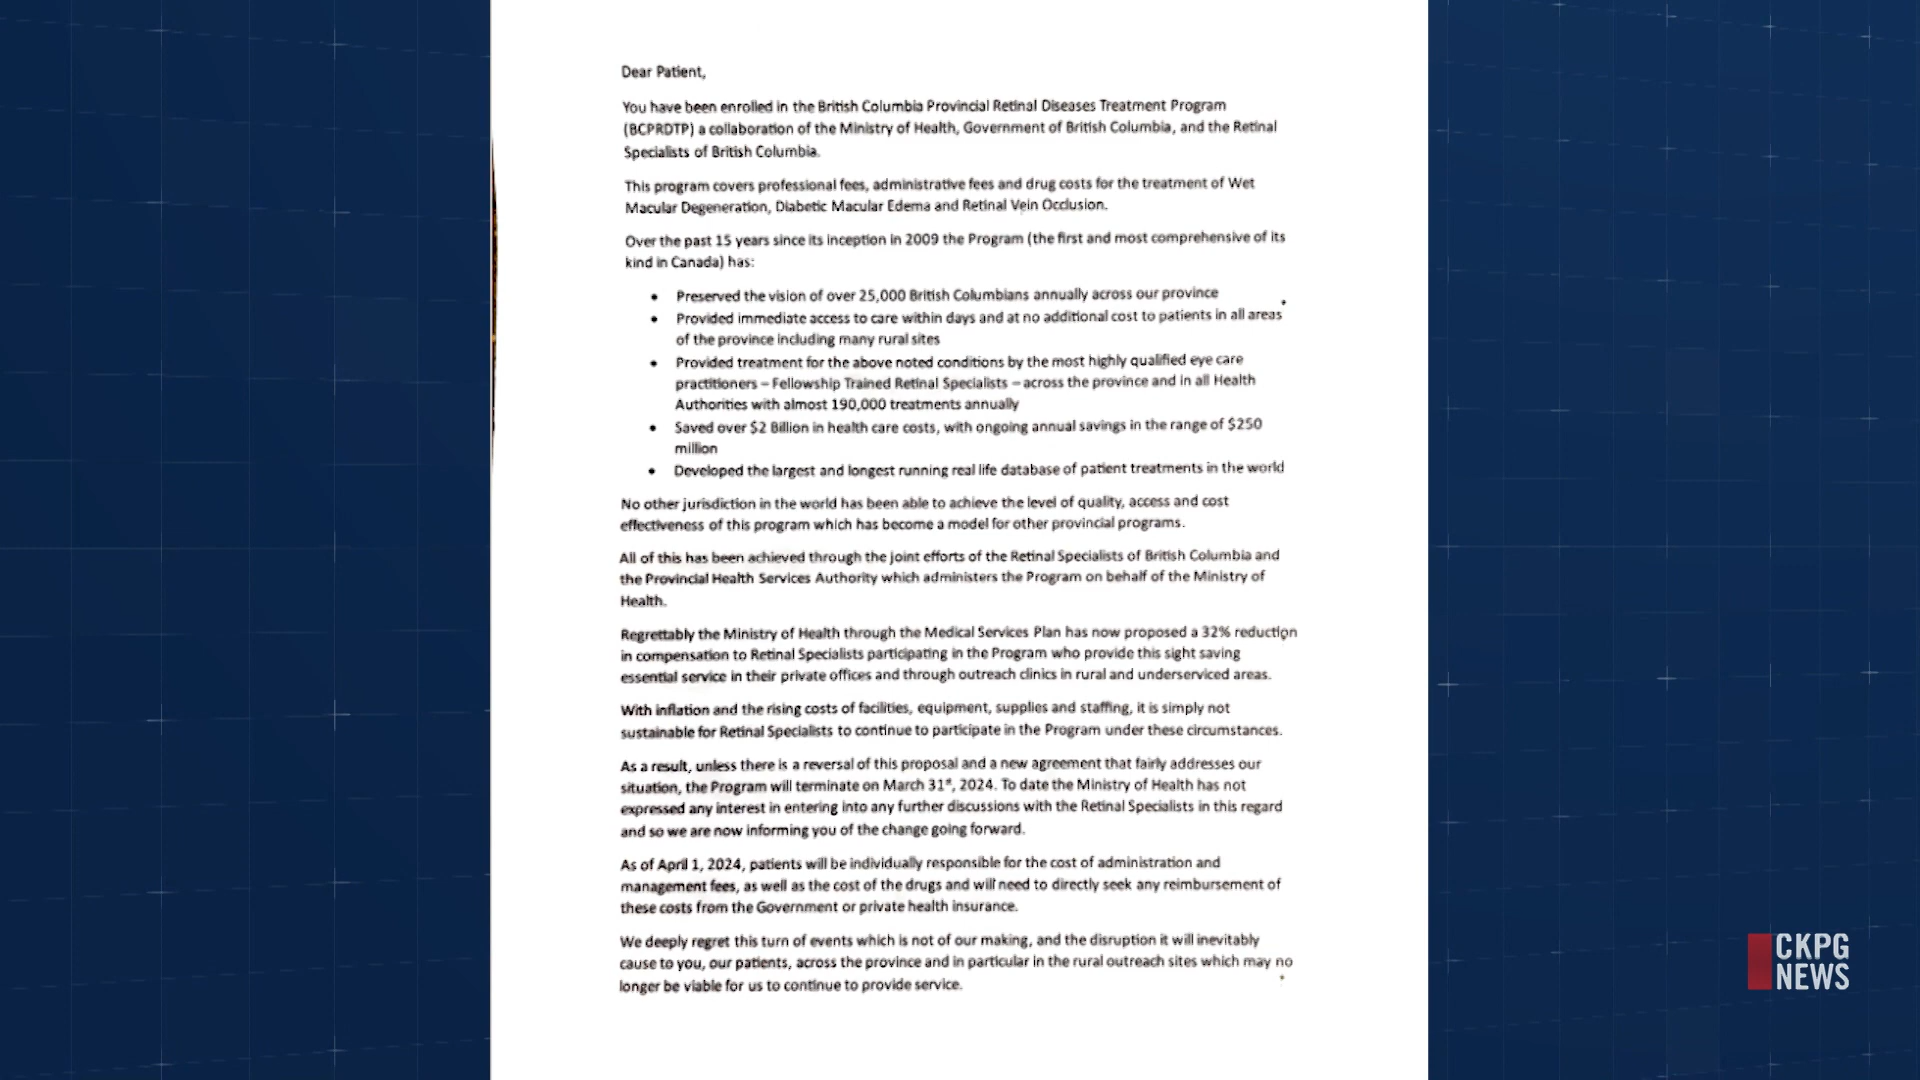 Dear Patient,
You have been enrolled in the British Columbia Provincial Retinal Diseases Treatment Program
(BCPRDTP) a collaboration of the Ministry of Health, Government of British Columbia, and the Retinal
Specialists of British Columbia.
This program covers professional fees, administrative fees and drug costs for the treatment of Wet
Macular Degeneration, Diabetic Macular Edema and Retinal Vein Occlusion.
Over the past 15 years since its inception in 2009 the Program (the first and most comprehensive of its
kind in Canada) has:
• Preserved the vision of over 25,000 British Columbians annually across our province
• Provided immediate access to care within days and at no additional cost to patients in all areas
of the province including many rural sites
• Provided treatment for the above noted conditions by the most highly qualified eye care
practitioners – Fellowship Trained Retinal Specialists – across the province and in all Health
Authorities with almost 190,000 treatments annually
• Saved over $2 Billion in health care costs, with ongoing annual savings in the range of $250
million
• Developed the largest and longest running real life database of patient treatments in the world
No other jurisdiction in the world has been able to achieve the level of quality, access and cost
effectiveness of this program which has become a model for other provincial programs.
All of this has been achieved through the joint efforts of the Retinal Specialists of British Columbia and
the Provincial Health Services Authority which administers the Program on behalf of the Ministry of
Health.
Regrettably the Ministry of Health through the Medical Services Plan has now proposed a 32% reduction
in compensation to Retinal Specialists participating in the Program who provide this sight saving
essential service in their private offices and through outreach clinics in rural and underserviced areas.
With inflation and the rising costs of facilities, equipment, supplies and staffing, it is simply not
sustainable for Retinal Specialists to continue to participate in the Program under these circumstances.
As a result, unless there is a reversal of this proposal and a new agreement that fairly addresses our
situation, the Program will terminate on March 31st, 2024. To date the Ministry of Health has not
expressed any interest in entering into any further discussions with the Retinal Specialists in this regard
and so we are now informing you of the change going forward.
As of April 1, 2024, patients will be individually responsible for the cost of administration and
management fees, as well as the cost of the drugs and will need to directly seek any reimbursement of
these costs from the Government or private health insurance.
We deeply regret this turn of events which is not of our making, and the disruption it will inevitably
cause to you, our patients, across the province and in particular in the rural outreach sites which may no
longer be viable for us to continue to provide service.
CKPG
NEWS